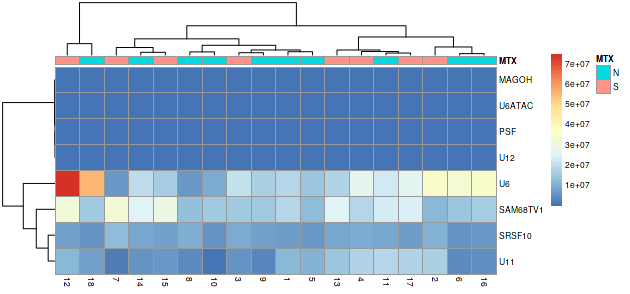 MTX
MAGOH
U6ATAC
PSF
U12
U6
SAM68TV1
SRSF10
U11
12 18 7 14 15 8 10 3 9 1 5 13 4 11 17 2 6 16
7e+07
6e+07
5e+07
4e+07
3e+07
2e+07
1e+07
MTX
N
S